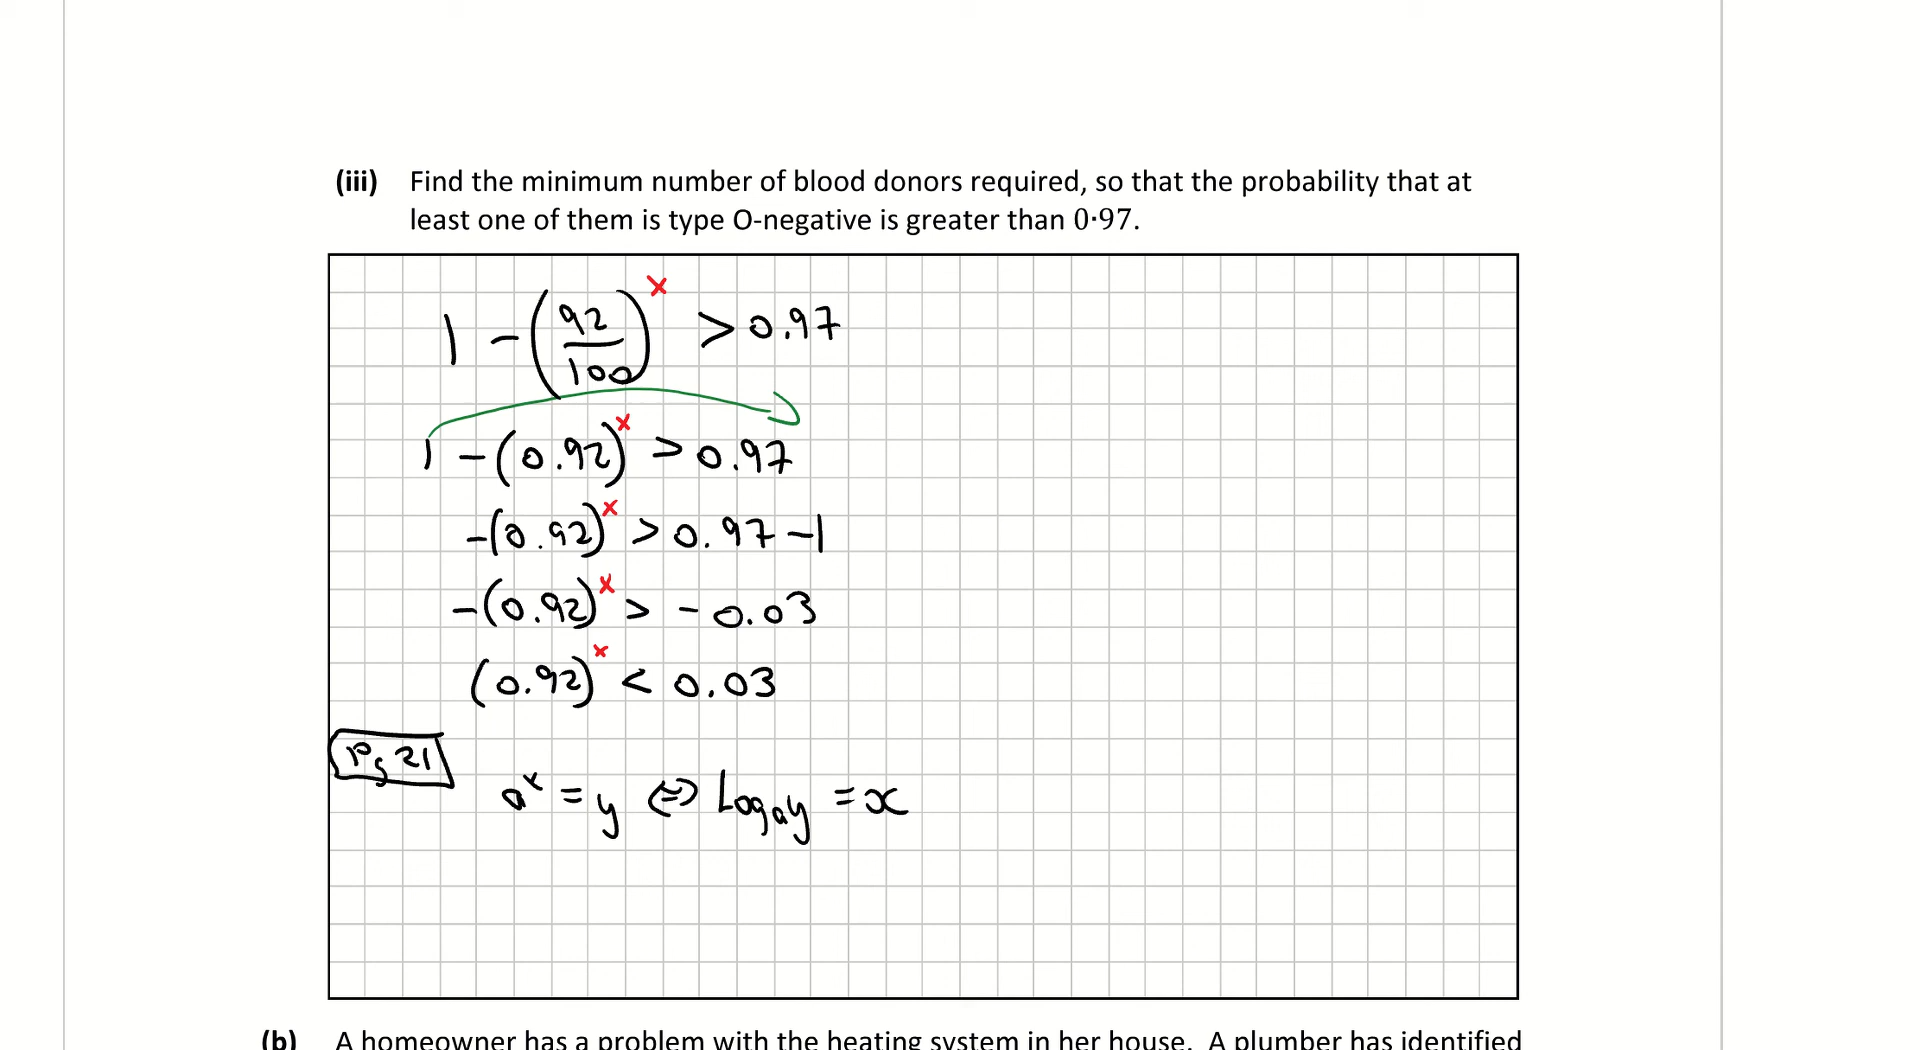 (iii) Find the minimum number of blood donors required, so that the probability that at
least one of them is type O-negative is greater than 0·97.
1 - (92/100)^x > 0.97
1 - (0.92)^x > 0.97
-(0.92)^x > 0.97 - 1
-(0.92)^x > - 0.03
(0.92)^x < 0.03
Pg 21
a^x = y ⇔ Log_a y = x
(b) A homeowner has a problem with the heating system in her house. A plumber has identified